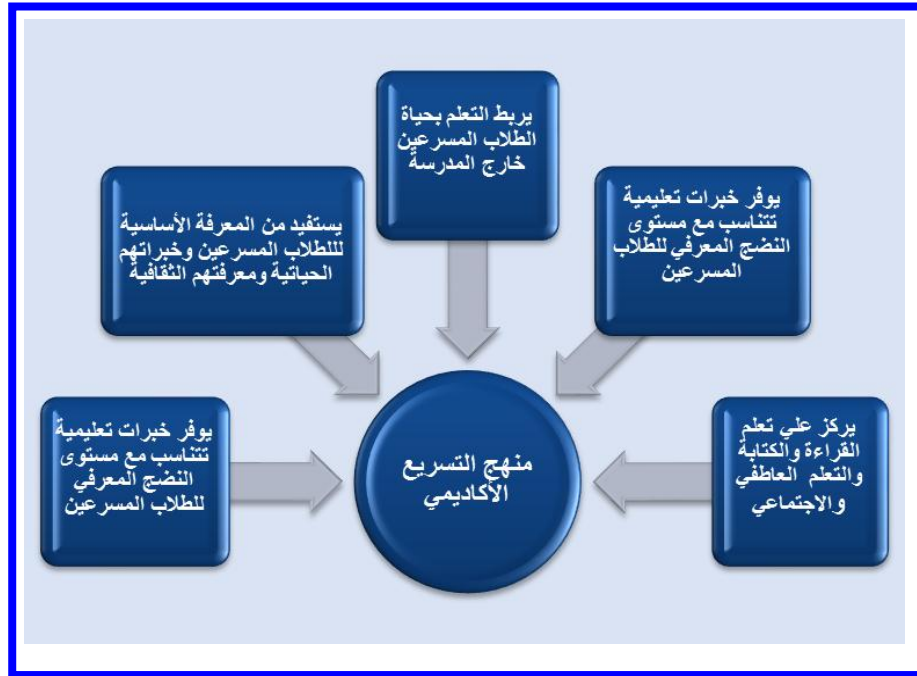 يربط التعلم بحياة
الطلاب المسرعين
خارج المدرسة
يوفر خبرات تعليمية
تتناسب مع مستوى
النضج المعرفي للطلاب
المسرعين
يستفيد من المعرفة الأساسية
لللطلاب المسرعين وخبراتهم
الحياتية ومعرفتهم الثقافية
يركز علي تعلم
القراءة والكتابة
والتعلم العاطفي
والاجتماعي
منهج التسريع
الأكاديمي
يوفر خبرات تعليمية
تتناسب مع مستوى
النضج المعرفي
للطلاب المسرعين